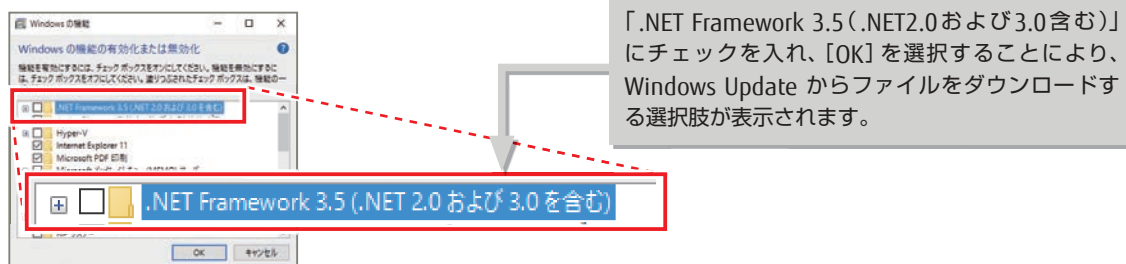 Windows の機能
Windows の機能の有効化または無効化
機能を有効にするには、チェック ボックスをオンにしてください。機能を無効にするに
は、チェック ボックスをオフにしてください。塗りつぶされたチェック ボックスは、機能の一
.NET Framework 3.5 (.NET 2.0 および 3.0 を含む)
Hyper-V
Internet Explorer 11
Microsoft PDF 印刷
.NET Framework 3.5 (.NET 2.0 および 3.0 を含む)
OK キャンセル
「.NET Framework 3.5(.NET2.0および3.0含む)」
にチェックを入れ、[OK]を選択することにより、
Windows Update からファイルをダウンロードす
る選択肢が表示されます。